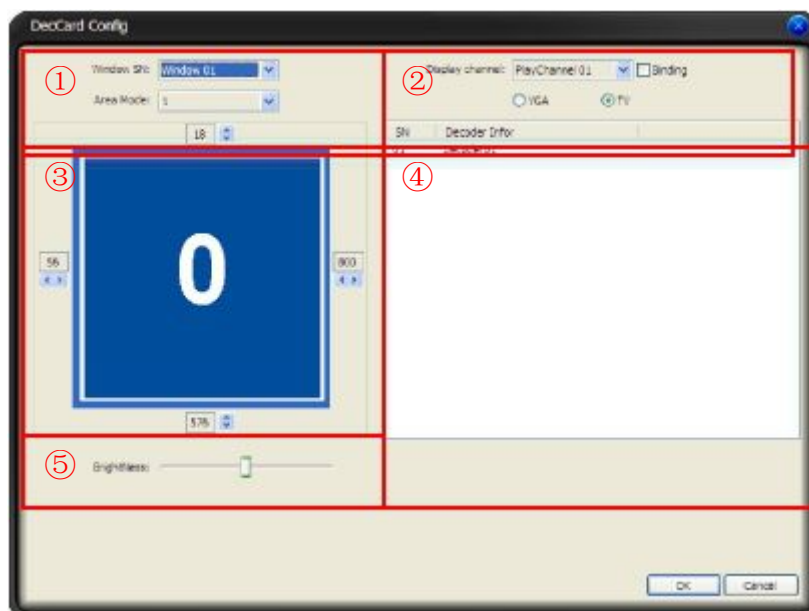 DecCard Config
① Window SN: Window 01
Area Mode: 1
18
② Display channel: PlayChannel 01 Binding
VGA TV
SN Decoder Infor
③ ④
0
56 800
576
⑤ Brightness:
OK Cancel